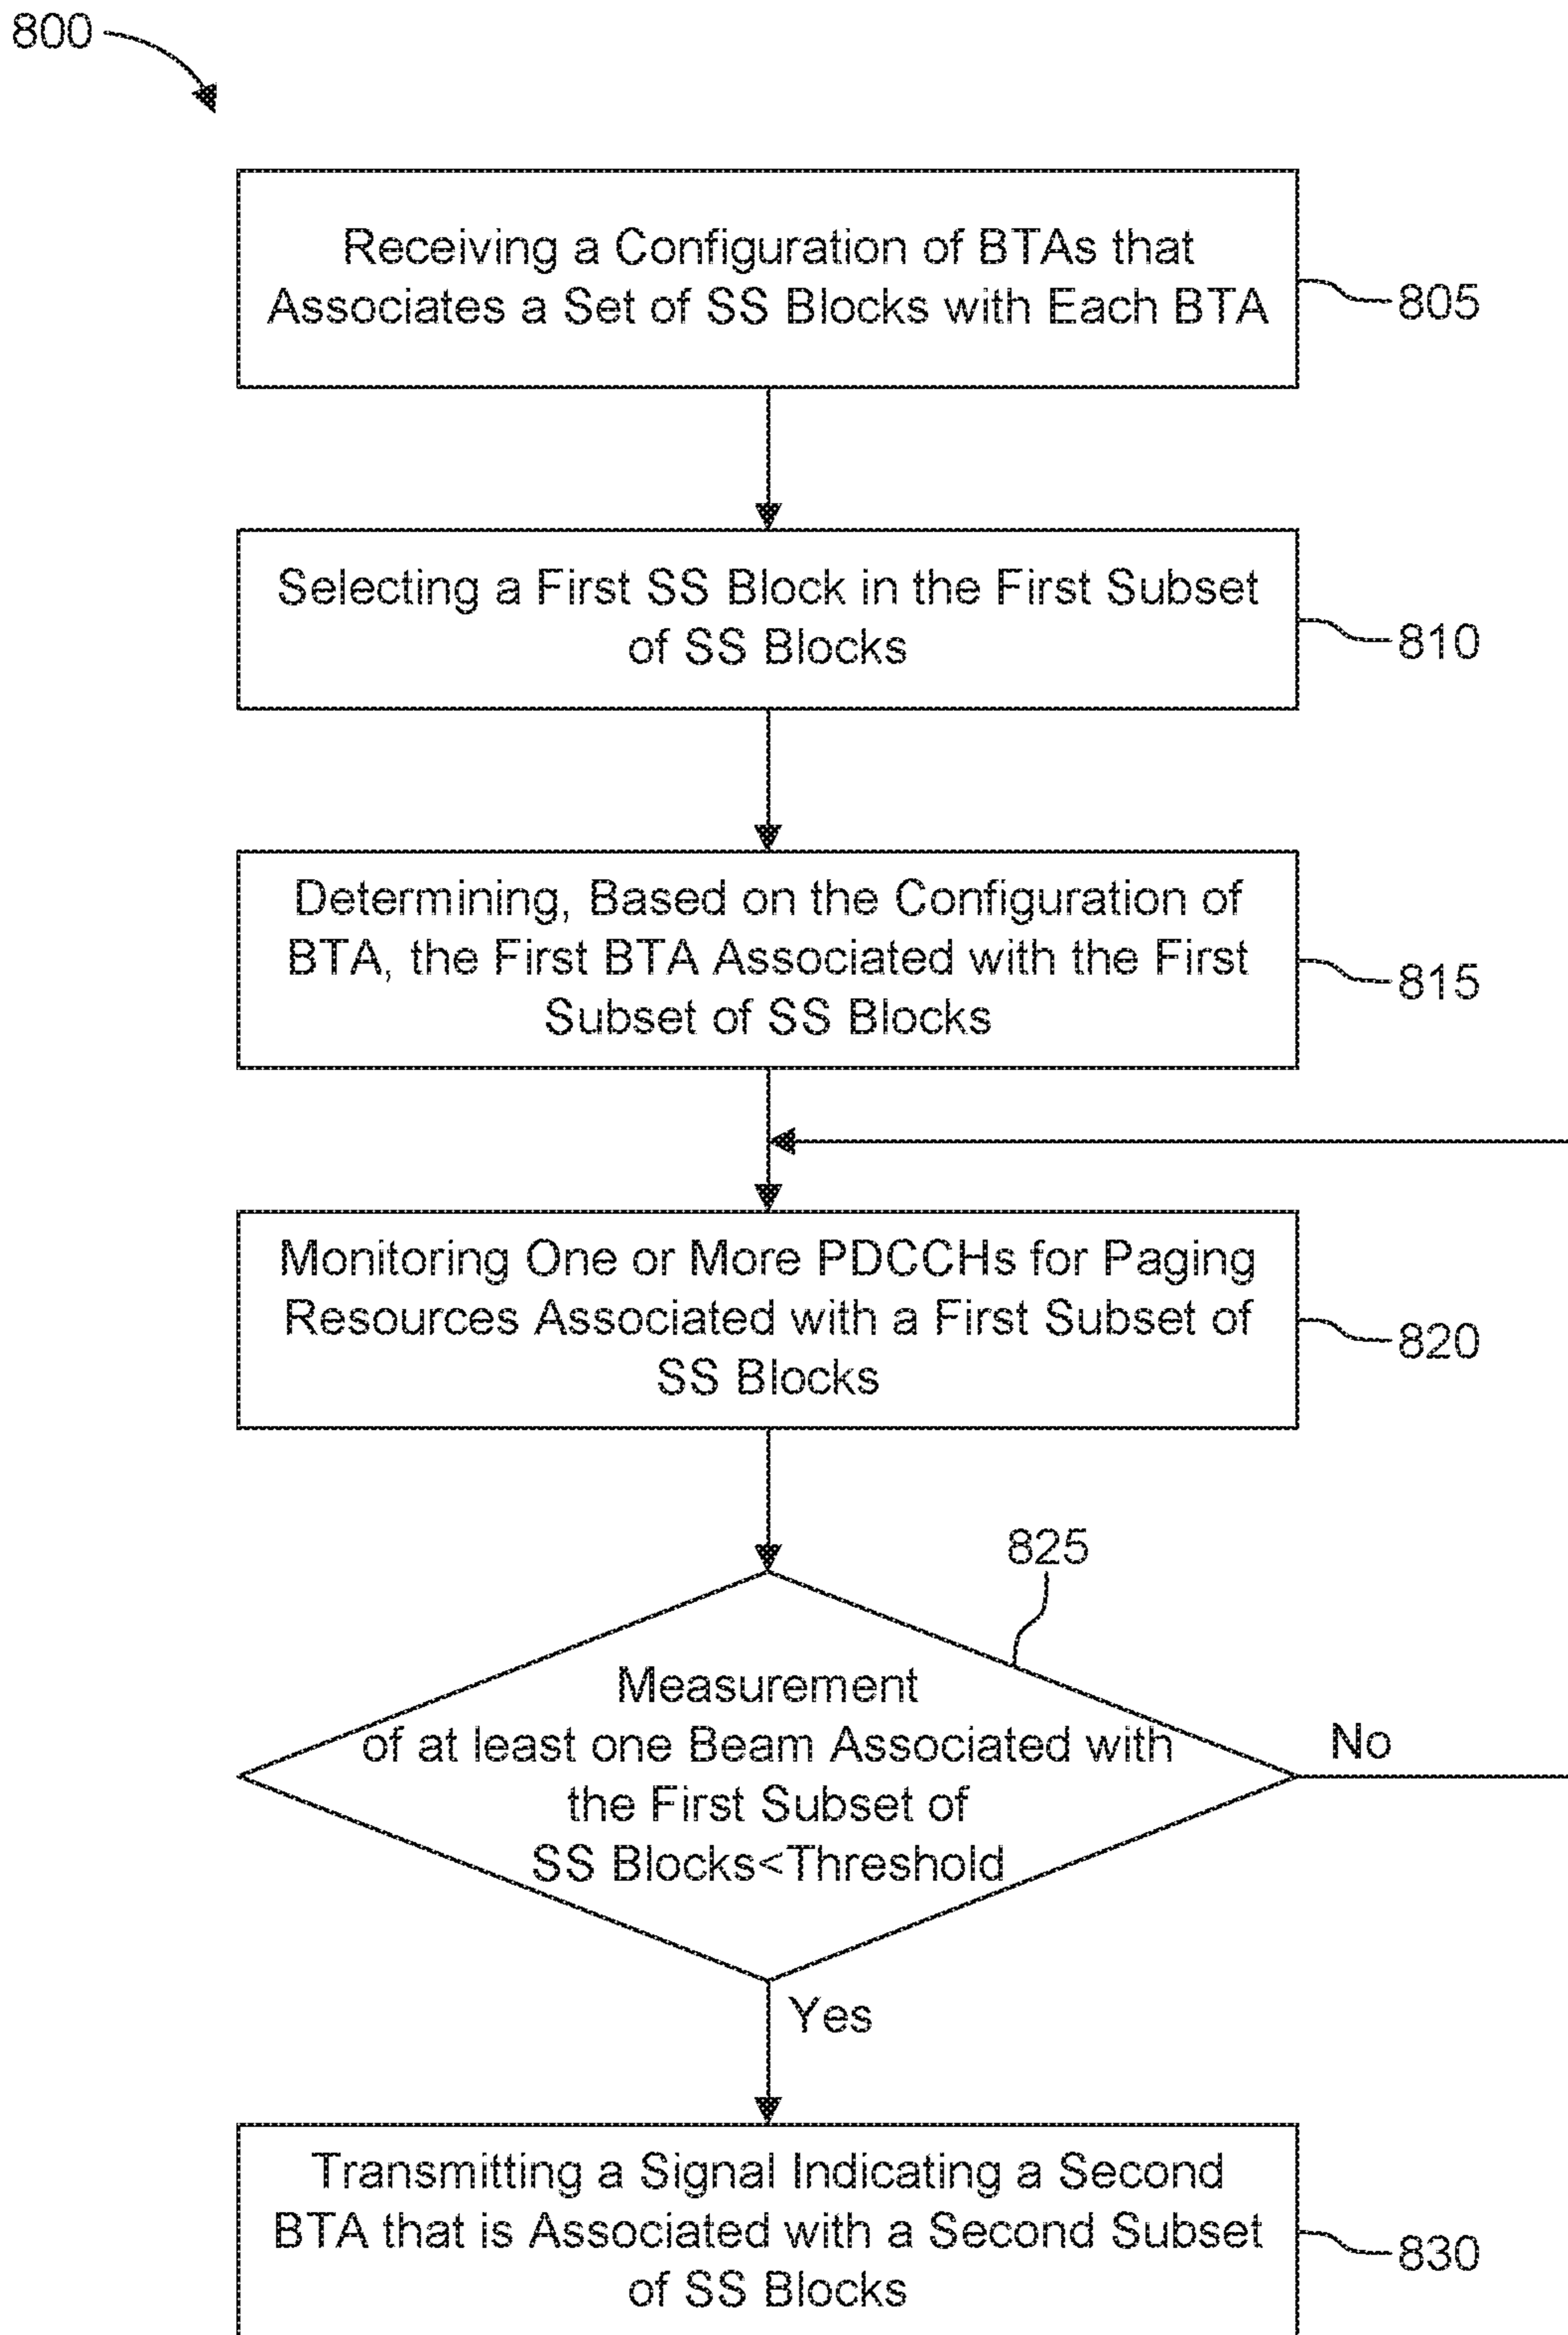 800
Receiving a Configuration of BTAs that
Associates a Set of SS Blocks with Each BTA
805
Selecting a First SS Block in the First Subset
of SS Blocks
810
Determining, Based on the Configuration of
BTA, the First BTA Associated with the First
Subset of SS Blocks
815
Monitoring One or More PDCCHs for Paging
Resources Associated with a First Subset of
SS Blocks
820
825
Measurement
of at least one Beam Associated with
the First Subset of
SS Blocks<Threshold
No
Yes
Transmitting a Signal Indicating a Second
BTA that is Associated with a Second Subset
of SS Blocks
830